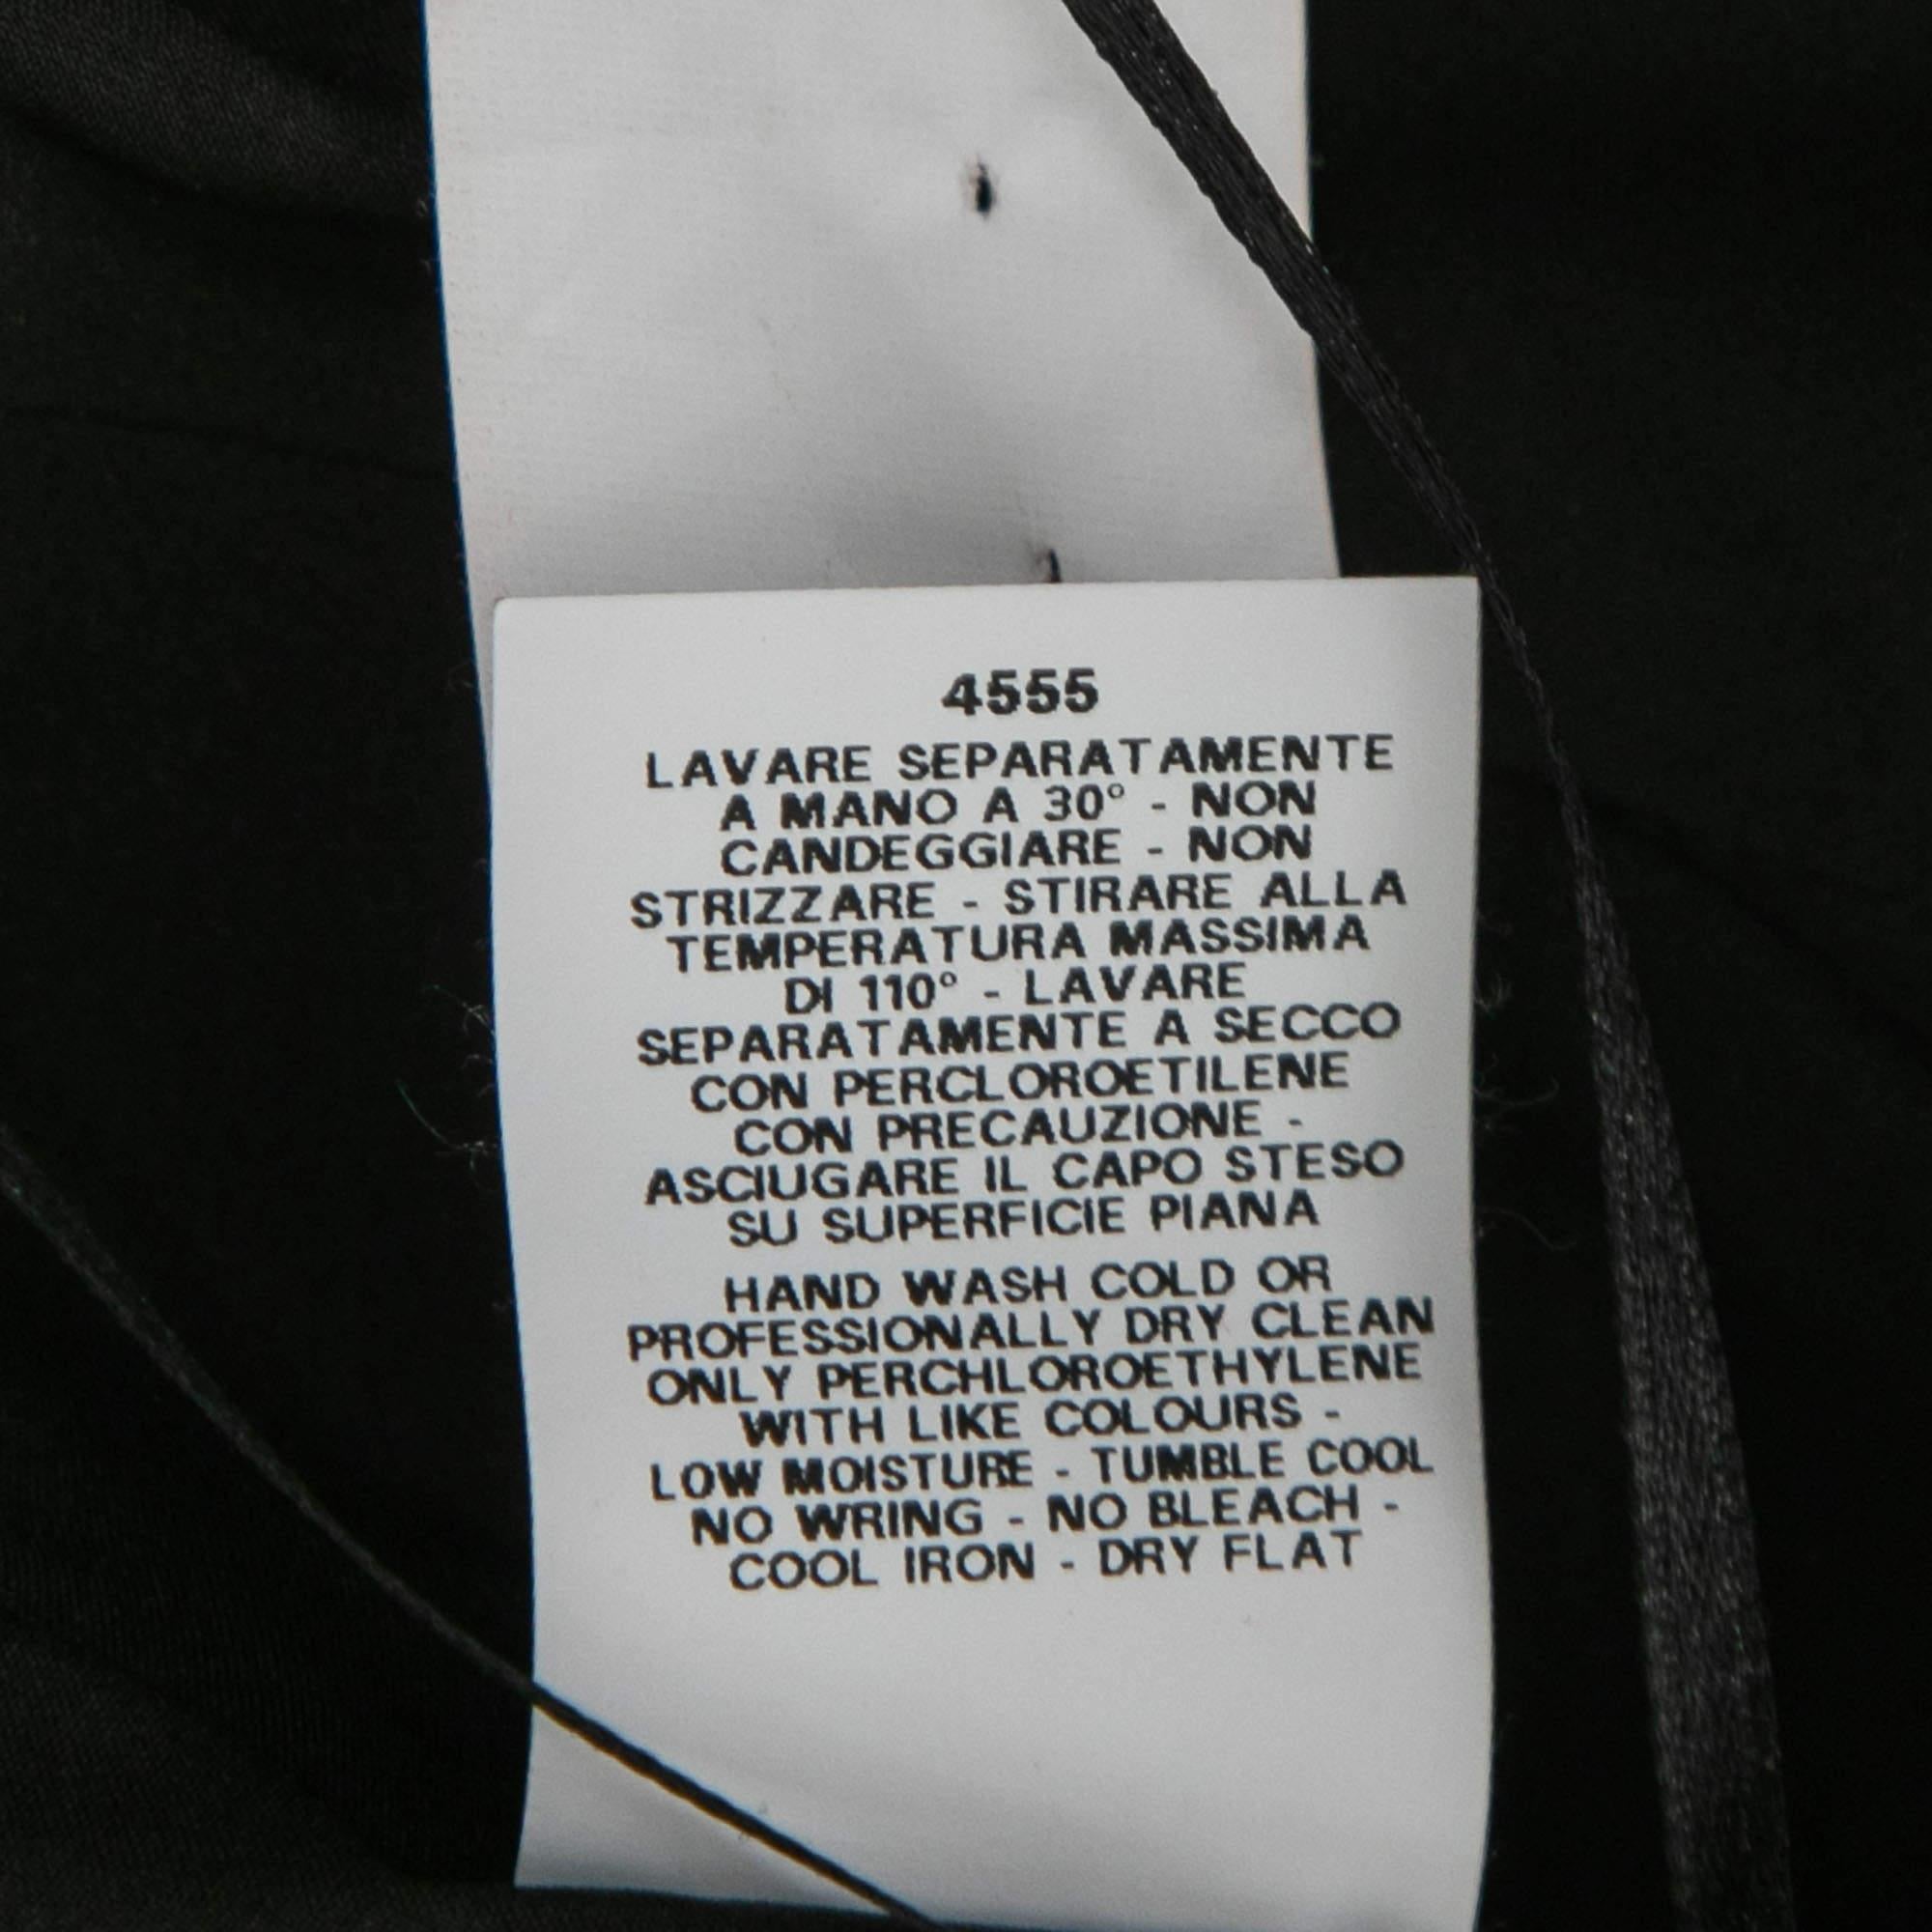 4555
LAVARE SEPARATAMENTE
A MANO A 30° - NON
CANDEGGIARE - NON
STRIZZARE - STIRARE ALLA
TEMPERATURA MASSIMA
DI 110° - LAVARE
SEPARATAMENTE A SECCO
CON PERCLOROETILENE
CON PRECAUZIONE -
ASCIUGARE IL CAPO STESO
SU SUPERFICIE PIANA
HAND WASH COLD OR
PROFESSIONALLY DRY CLEAN
ONLY PERCHLOROETHYLENE
WITH LIKE COLOURS -
LOW MOISTURE - TUMBLE COOL
NO WRING - NO BLEACH -
COOL IRON - DRY FLAT